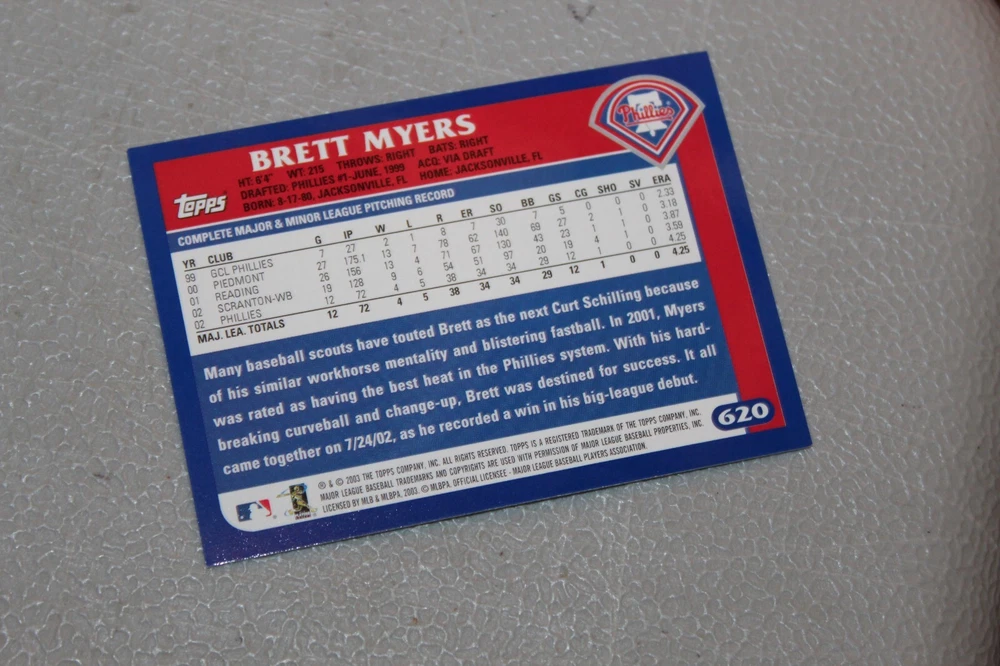 BRETT MYERS
HT: 6'4" WT: 215 THROWS: RIGHT BATS: RIGHT
DRAFTED: PHILLIES #1-JUNE, 1999 ACQ: VIA DRAFT
BORN: 8-17-80, JACKSONVILLE, FL HOME: JACKSONVILLE, FL
TOPPS
Phillies
COMPLETE MAJOR & MINOR LEAGUE PITCHING RECORD
YR CLUB G IP W L R ER SO BB GS CG SHO SV ERA
99 GCL PHILLIES 7 27 2 1 8 7 30 7 5 0 0 0 2.33
00 PIEDMONT 27 175.1 13 7 78 62 140 69 27 2 1 0 3.18
01 READING 26 156 13 4 71 67 130 43 23 1 1 0 3.87
02 SCRANTON-WB 19 128 9 6 54 51 97 20 19 4 1 0 3.59
02 PHILLIES 12 72 4 5 38 34 34 29 12 1 0 0 4.25
MAJ. LEA. TOTALS 12 72 4 5 38 34 34 29 12 1 0 0 4.25
Many baseball scouts have touted Brett as the next Curt Schilling because
of his similar workhorse mentality and blistering fastball. In 2001, Myers
was rated as having the best heat in the Phillies system. With his hard-
breaking curveball and change-up, Brett was destined for success. It all
came together on 7/24/02, as he recorded a win in his big-league debut.
620
® & © 2003 THE TOPPS COMPANY, INC. ALL RIGHTS RESERVED. TOPPS IS A REGISTERED TRADEMARK OF THE TOPPS COMPANY, INC.
MAJOR LEAGUE BASEBALL TRADEMARKS AND COPYRIGHTS ARE USED WITH PERMISSION OF MAJOR LEAGUE BASEBALL PROPERTIES, INC.
LICENSED BY MLB & MLBPA, 2003. © MLBPA. OFFICIAL LICENSEE - MAJOR LEAGUE BASEBALL PLAYERS ASSOCIATION.